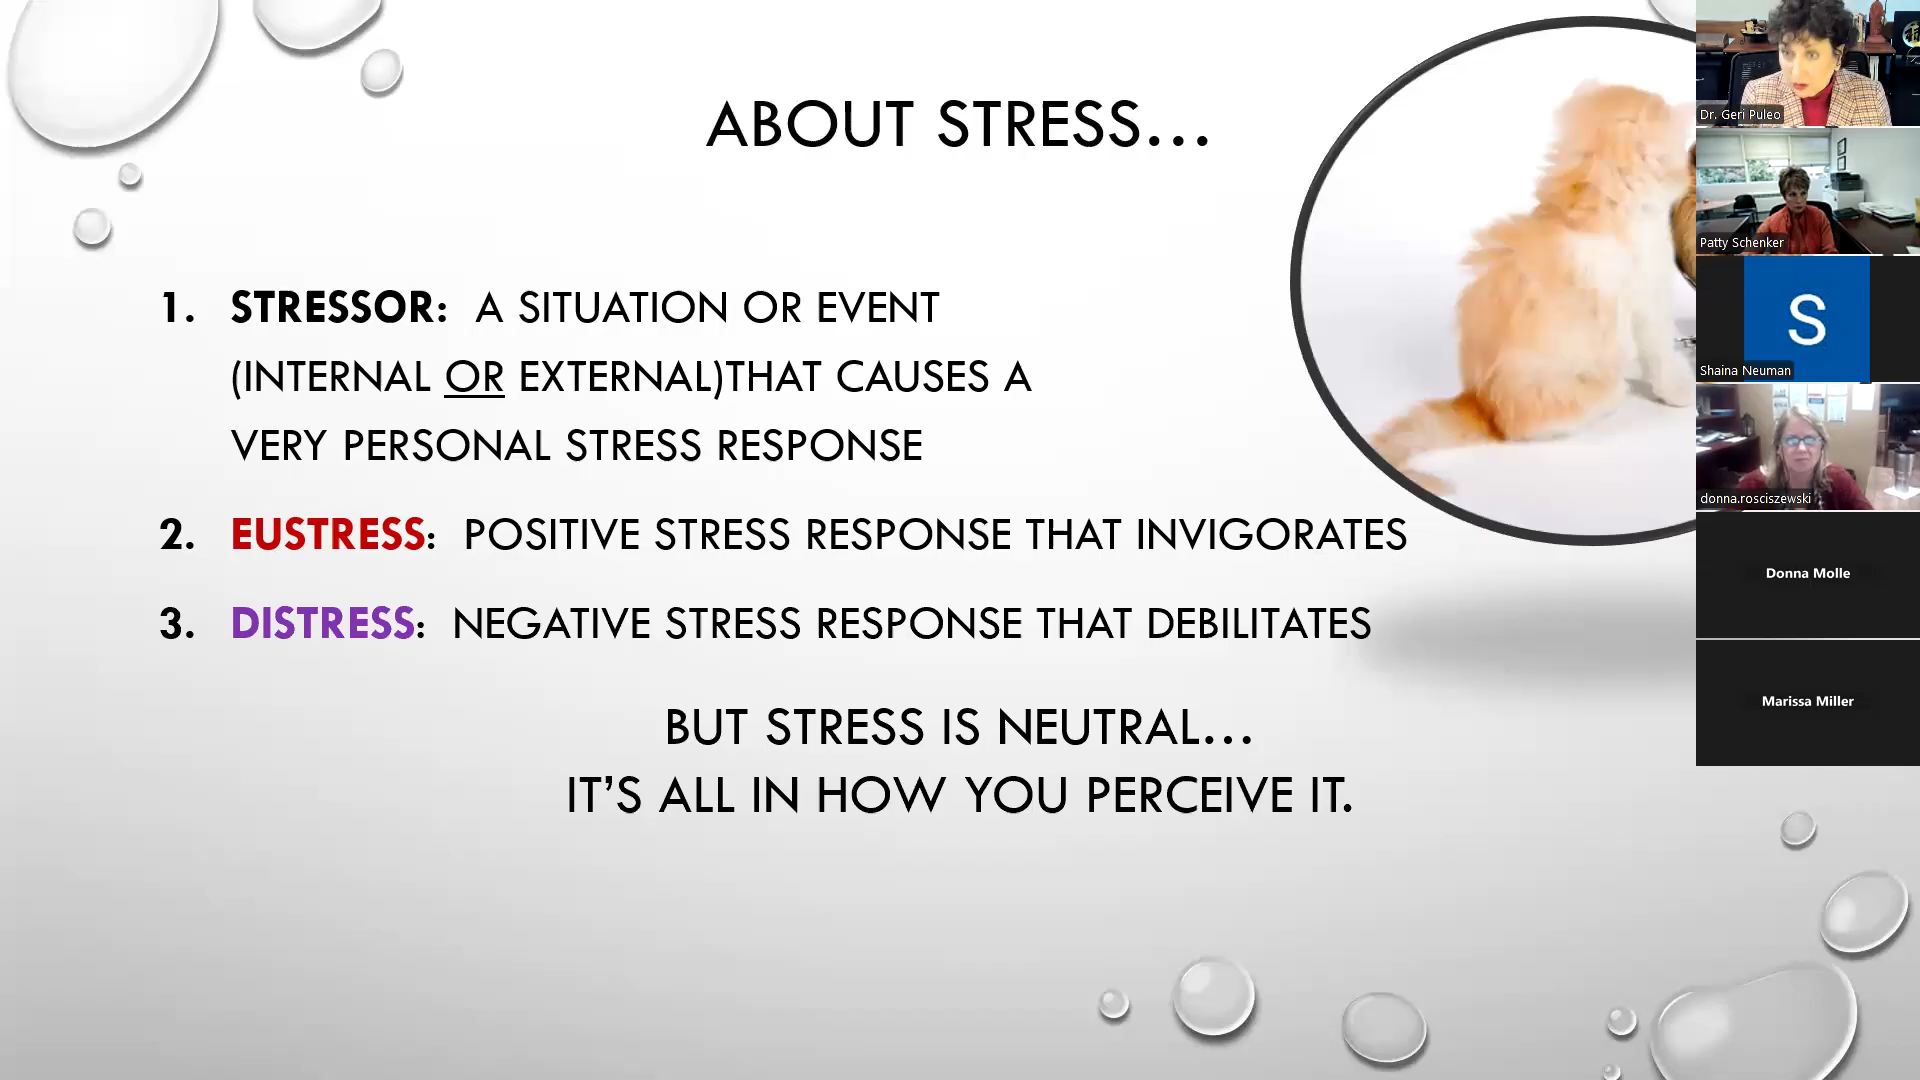 ABOUT STRESS...
1. STRESSOR: A SITUATION OR EVENT
(INTERNAL OR EXTERNAL)THAT CAUSES A
VERY PERSONAL STRESS RESPONSE
2. EUSTRESS: POSITIVE STRESS RESPONSE THAT INVIGORATES
3. DISTRESS: NEGATIVE STRESS RESPONSE THAT DEBILITATES
BUT STRESS IS NEUTRAL...
IT'S ALL IN HOW YOU PERCEIVE IT.
Dr. Geri Puleo
Patty Schenker
S
Shaina Neuman
donna.rosciszewski
Donna Molle
Marissa Miller